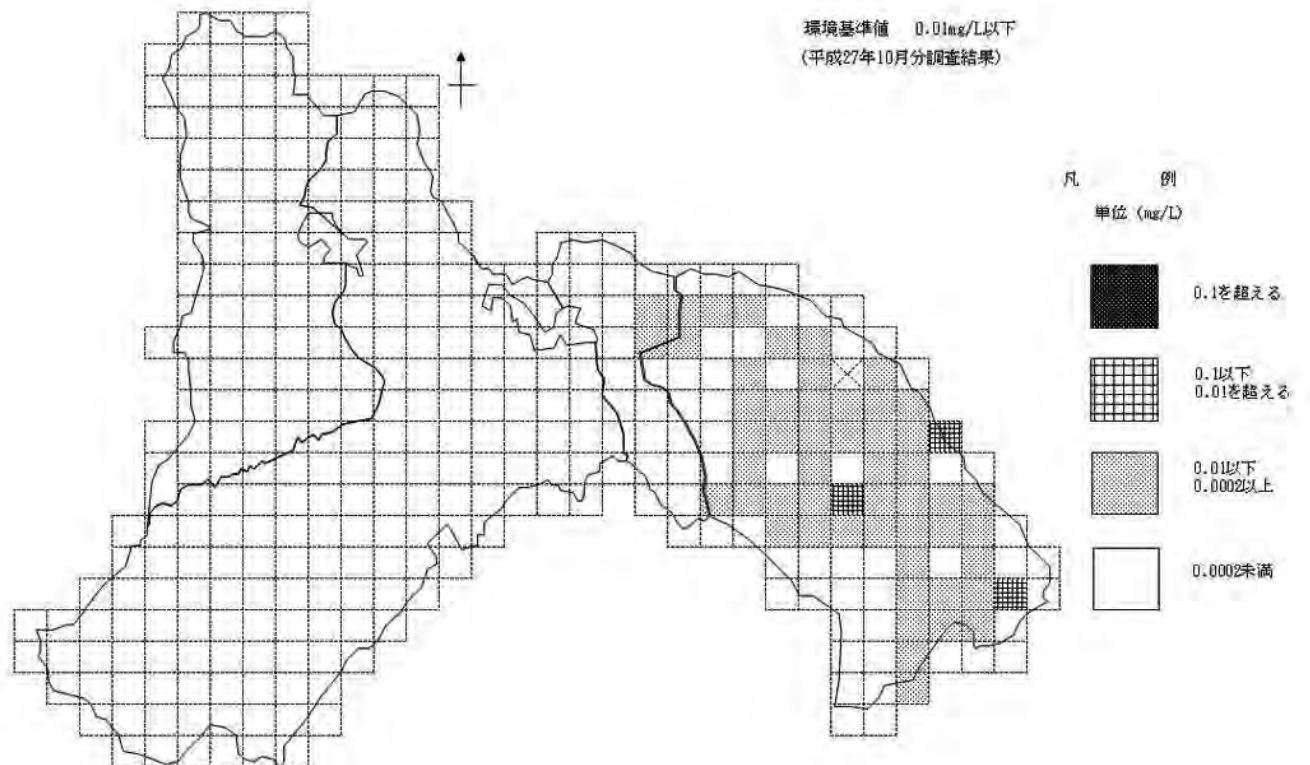 環境基準値 0.01mg/L以下
(平成27年10月分調査結果)
凡 例
単位 (mg/L)
0.1を超える
0.1以下
0.01を超える
0.01以下
0.0002以上
0.0002未満